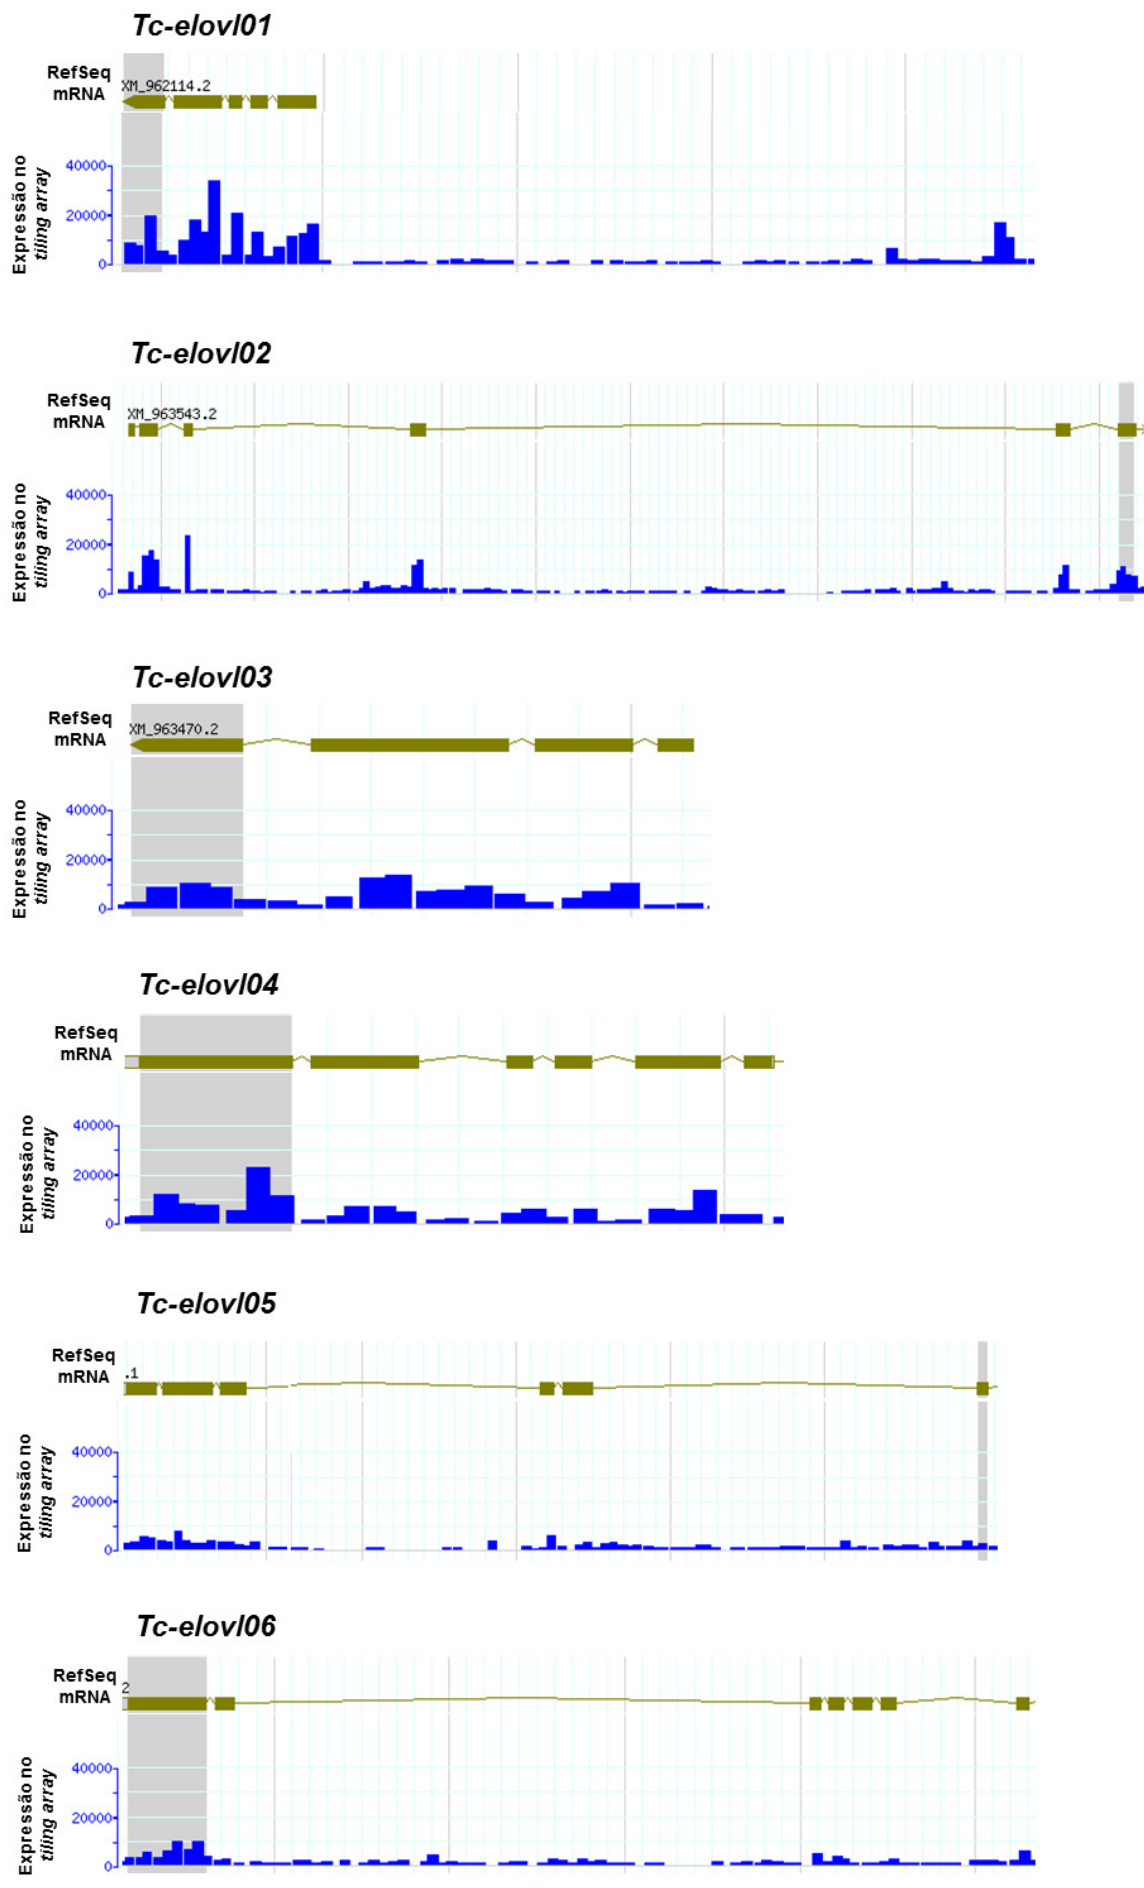 Tc-elovl01
RefSeq
mRNA
XM_962114.2
Expressão no
tiling array
40000
20000
0
Tc-elovl02
RefSeq
mRNA
XM_963543.2
Expressão no
tiling array
40000
20000
0
Tc-elovl03
RefSeq
mRNA
XM_963470.2
Expressão no
tiling array
40000
20000
0
Tc-elovl04
RefSeq
mRNA
Expressão no
tiling array
40000
20000
0
Tc-elovl05
RefSeq
mRNA
.1
Expressão no
tiling array
40000
20000
0
Tc-elovl06
RefSeq
mRNA
2
Expressão no
tiling array
40000
20000
0